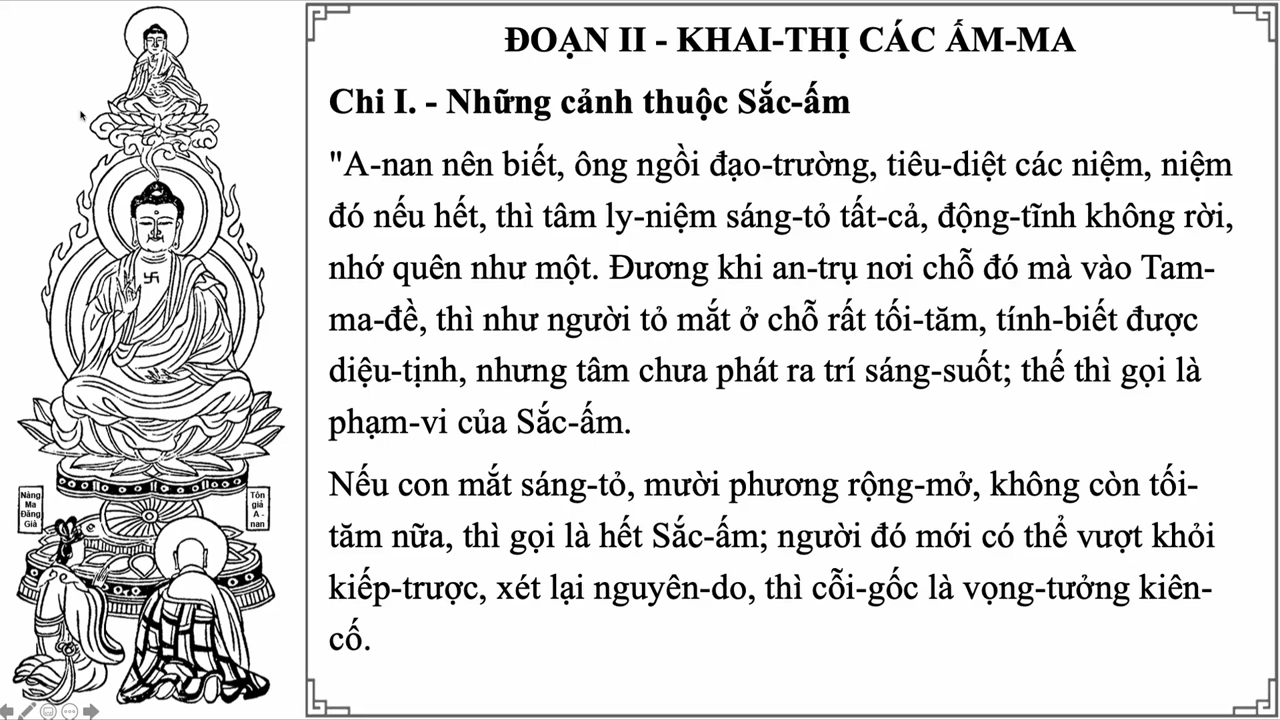 ĐOẠN II - KHAI-THỊ CÁC ẤM-MA
Chi I. - Những cảnh thuộc Sắc-ấm
"A-nan nên biết, ông ngồi đạo-trường, tiêu-diệt các niệm, niệm
đó nếu hết, thì tâm ly-niệm sáng-tỏ tất-cả, động-tĩnh không rời,
nhớ quên như một. Đương khi an-trụ nơi chỗ đó mà vào Tam-
ma-đề, thì như người tỏ mắt ở chỗ rất tối-tăm, tính-biết được
diệu-tịnh, nhưng tâm chưa phát ra trí sáng-suốt; thế thì gọi là
phạm-vi của Sắc-ấm.
Nếu con mắt sáng-tỏ, mười phương rộng-mở, không còn tối-
tăm nữa, thì gọi là hết Sắc-ấm; người đó mới có thể vượt khỏi
kiếp-trược, xét lại nguyên-do, thì cỗi-gốc là vọng-tưởng kiên-
cố.
Nàng
Ma
Đăng
Già
Tôn
giả
A -
nan